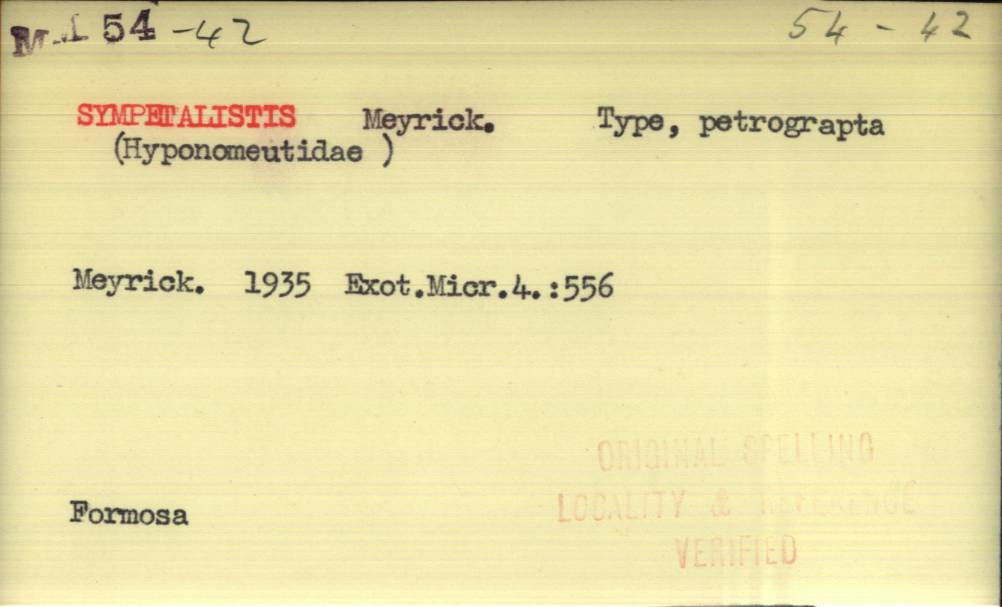 54-42 54-42
SYMPETALISTIS Meyrick. Type, petrograpta
(Hyponomeutidae )
Meyrick. 1935 Exot.Micr.4.:556
ORIGINAL SPELLING
Formosa
LOCALITY & REFERENCE
VERIFIED